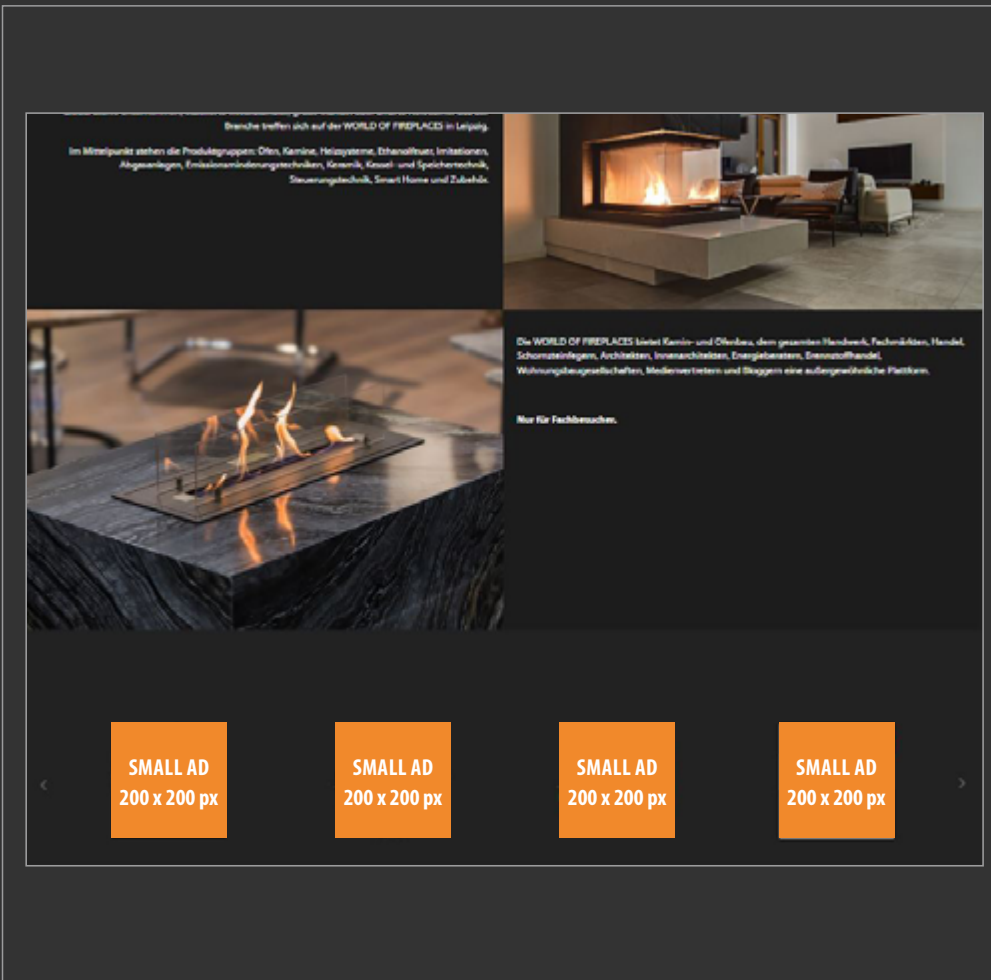 Branche treffen sich auf der WORLD OF FIREPLACES in Leipzig.
Im Mittelpunkt stehen die Produktgruppen: Öfen, Kamine, Heizsysteme, Ethanolfeuer, Imitationen,
Abgasanlagen, Emissionsminderungstechniken, Keramik, Kessel- und Speichertechnik,
Steuerungstechnik, Smart Home und Zubehör.
Die WORLD OF FIREPLACES bietet Kamin- und Ofenbau, dem gesamten Handwerk, Fachmärkten, Handel,
Schornsteinfegern, Architekten, Innenarchitekten, Energieberatern, Brennstoffhandel,
Wohnungsbaugesellschaften, Medienvertretern und Bloggern eine außergewöhnliche Plattform.
Nur für Fachbesucher.
SMALL AD
200 x 200 px
SMALL AD
200 x 200 px
SMALL AD
200 x 200 px
SMALL AD
200 x 200 px